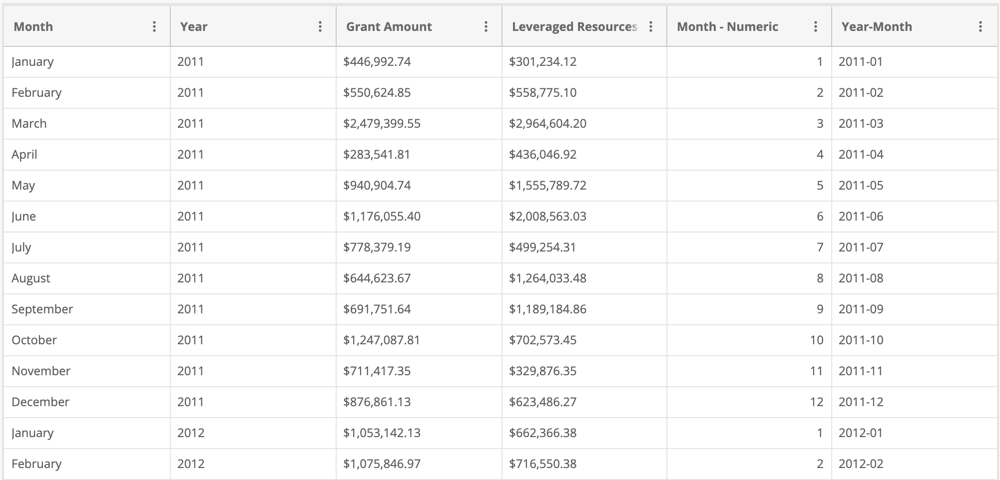 Month Year Grant Amount Leveraged Resources Month - Numeric Year-Month
January 2011 $446,992.74 $301,234.12 1 2011-01
February 2011 $550,624.85 $558,775.10 2 2011-02
March 2011 $2,479,399.55 $2,964,604.20 3 2011-03
April 2011 $283,541.81 $436,046.92 4 2011-04
May 2011 $940,904.74 $1,555,789.72 5 2011-05
June 2011 $1,176,055.40 $2,008,563.03 6 2011-06
July 2011 $778,379.19 $499,254.31 7 2011-07
August 2011 $644,623.67 $1,264,033.48 8 2011-08
September 2011 $691,751.64 $1,189,184.86 9 2011-09
October 2011 $1,247,087.81 $702,573.45 10 2011-10
November 2011 $711,417.35 $329,876.35 11 2011-11
December 2011 $876,861.13 $623,486.27 12 2011-12
January 2012 $1,053,142.13 $662,366.38 1 2012-01
February 2012 $1,075,846.97 $716,550.38 2 2012-02